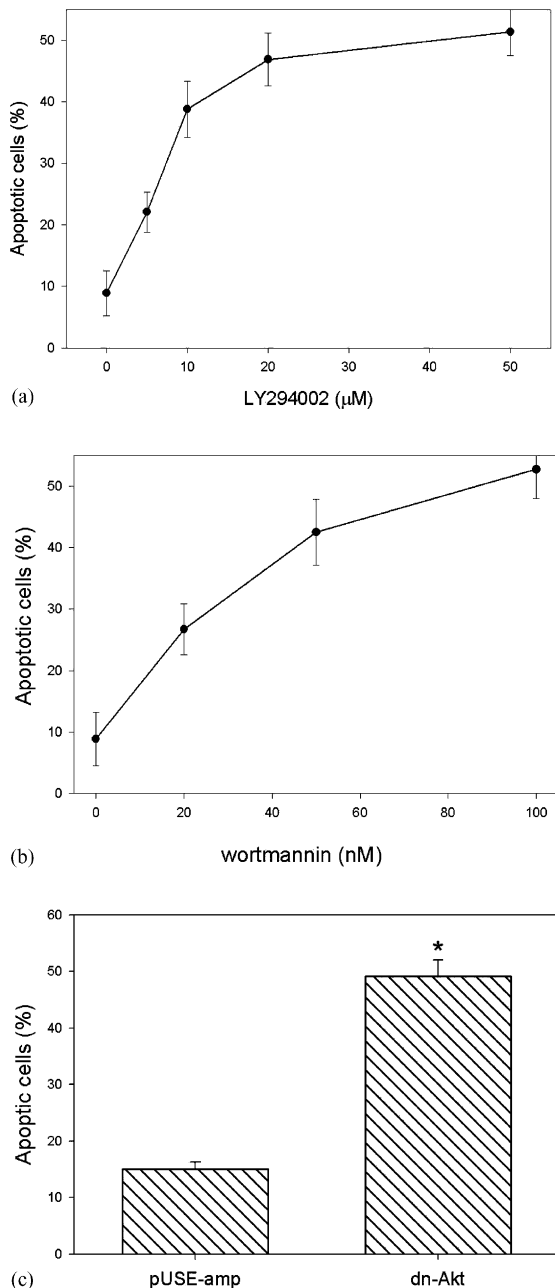 50
40
30
20
10
0
Apoptotic cells (%)
0 10 20 30 40 50
(a)
LY294002 (μM)
50
40
30
20
10
0
Apoptotic cells (%)
0 20 40 60 80 100
(b)
wortmannin (nM)
60
50
40
30
20
10
0
Apoptic cells (%)
*
pUSE-amp dn-Akt
(c)